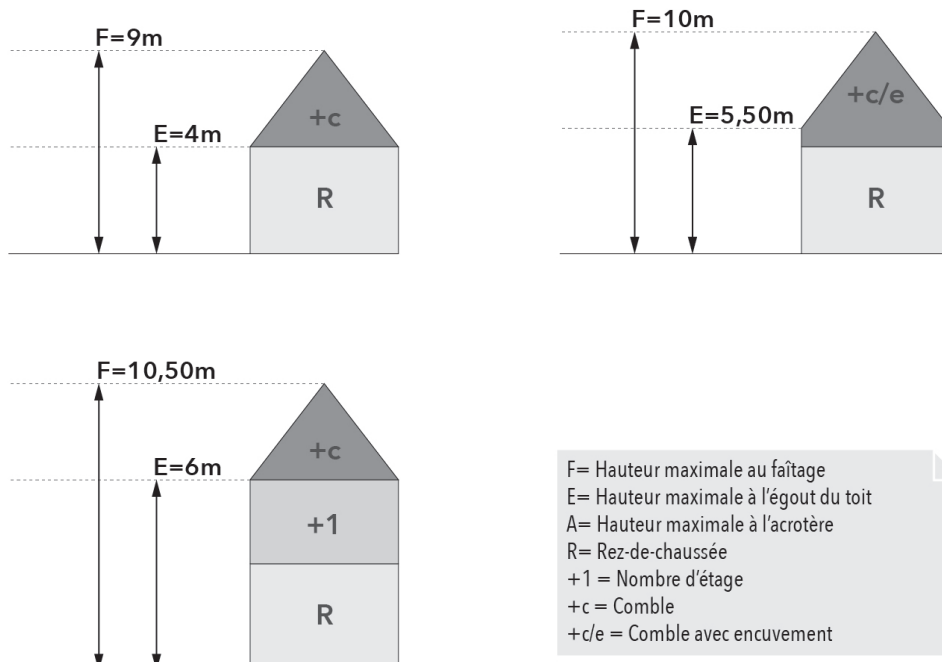 F=9m
E=4m
+c
R
F=10m
E=5,50m
+c/e
R
F=10,50m
E=6m
+c
+1
R
F= Hauteur maximale au faîtage
E= Hauteur maximale à l'égout du toit
A= Hauteur maximale à l'acrotère
R= Rez-de-chaussée
+1 = Nombre d'étage
+c = Comble
+c/e = Comble avec encuvement